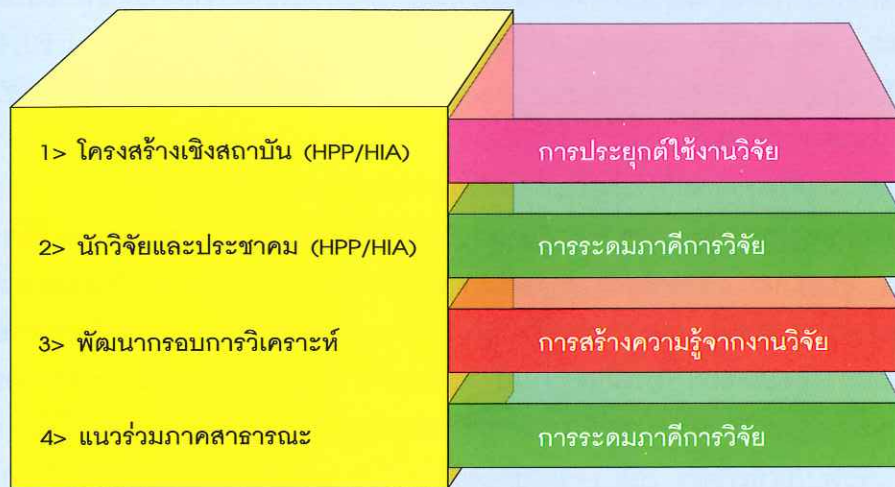 1> โครงสร้างเชิงสถาบัน (HPP/HIA) การประยุกต์ใช้งานวิจัย
2> นักวิจัยและประชาคม (HPP/HIA) การระดมภาคีการวิจัย
3> พัฒนากรอบการวิเคราะห์ การสร้างความรู้จากงานวิจัย
4> แนวร่วมภาคสาธารณะ การระดมภาคีการวิจัย